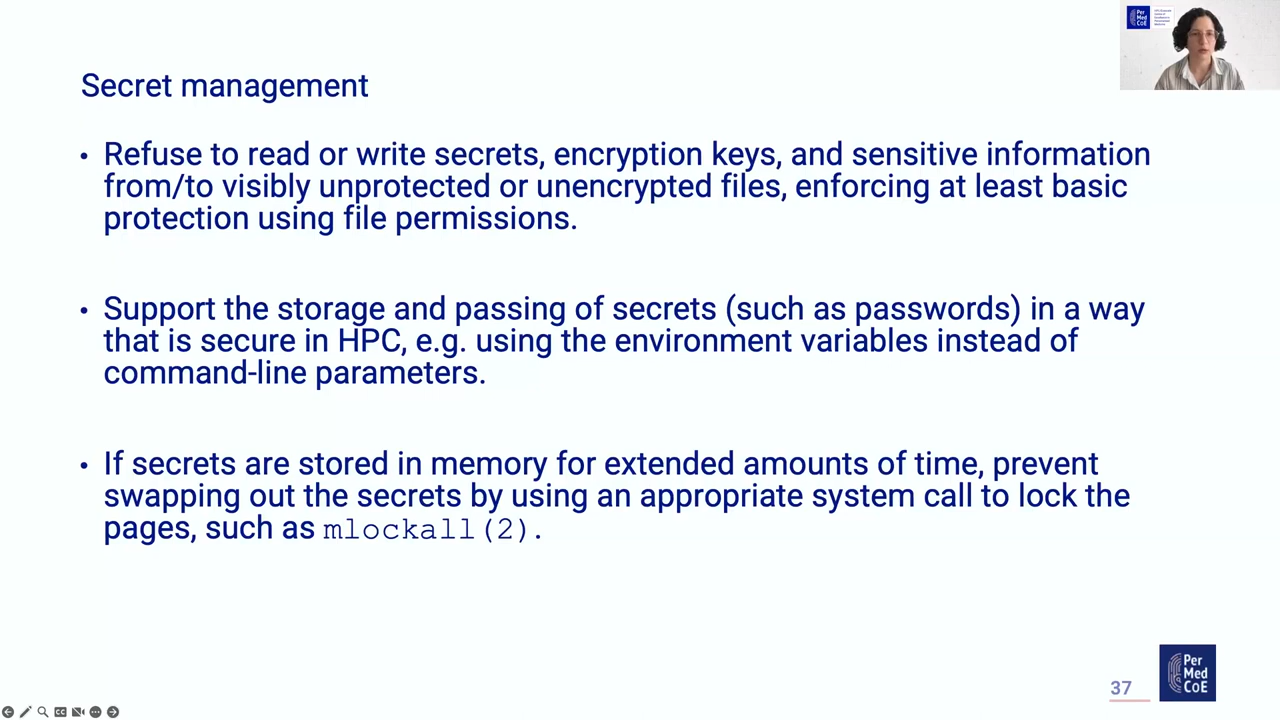 Per
Med
CoE
Secret management
• Refuse to read or write secrets, encryption keys, and sensitive information
from/to visibly unprotected or unencrypted files, enforcing at least basic
protection using file permissions.
• Support the storage and passing of secrets (such as passwords) in a way
that is secure in HPC, e.g. using the environment variables instead of
command-line parameters.
• If secrets are stored in memory for extended amounts of time, prevent
swapping out the secrets by using an appropriate system call to lock the
pages, such as mlockall(2).
37
Per
Med
CoE